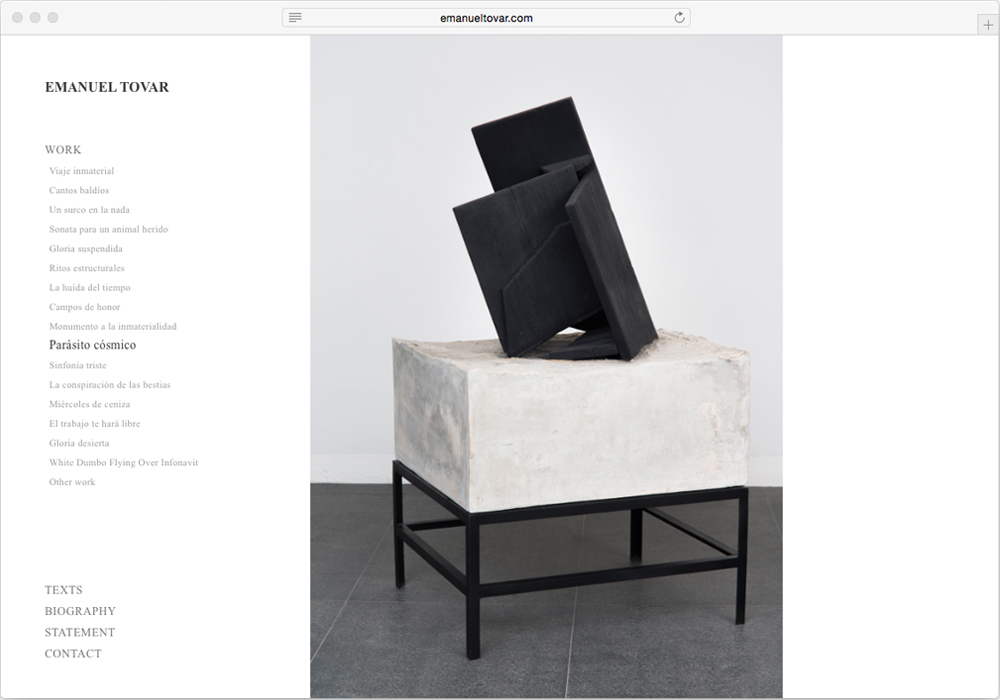 emanueltovar.com
EMANUEL TOVAR
WORK
Viaje inmaterial
Cantos baldíos
Un surco en la nada
Sonata para un animal herido
Gloria suspendida
Ritos estructurales
La huida del tiempo
Campos de honor
Monumento a la inmaterialidad
Parásito cósmico
Sinfonía triste
La conspiración de las bestias
Miércoles de ceniza
El trabajo te hará libre
Gloria desierta
White Dumbo Flying Over Infonavit
Other work
TEXTS
BIOGRAPHY
STATEMENT
CONTACT